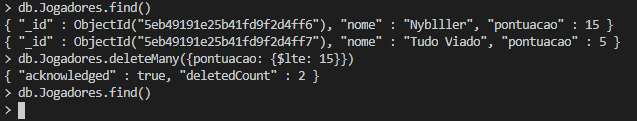 > db.Jogadores.find()
{ "_id" : ObjectId("5eb49191e25b41fd9f2d4ff6"), "nome" : "Nyblller", "pontuacao" : 15 }
{ "_id" : ObjectId("5eb49191e25b41fd9f2d4ff7"), "nome" : "Tudo Viado", "pontuacao" : 5 }
> db.Jogadores.deleteMany({pontuacao: {$lte: 15}})
{ "acknowledged" : true, "deletedCount" : 2 }
> db.Jogadores.find()
>